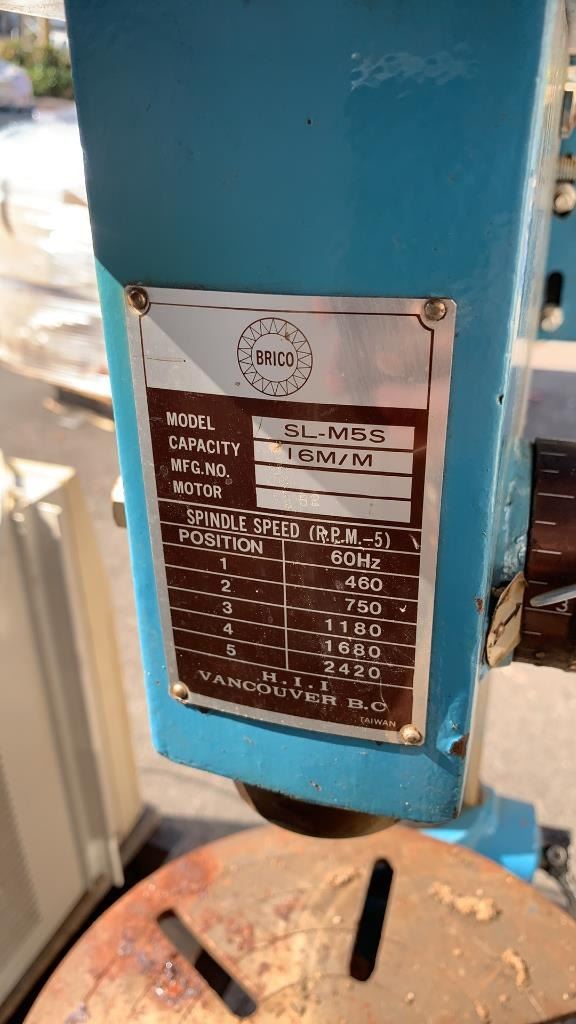 BRICO
MODEL SL-M5S
CAPACITY 16M/M
MFG.NO.
MOTOR
SPINDLE SPEED (R.P.M.-5)
POSITION 60Hz
1 460
2 750
3 1180
4 1680
5 2420
H.I.I
VANCOUVER B.C
TAIWAN
3